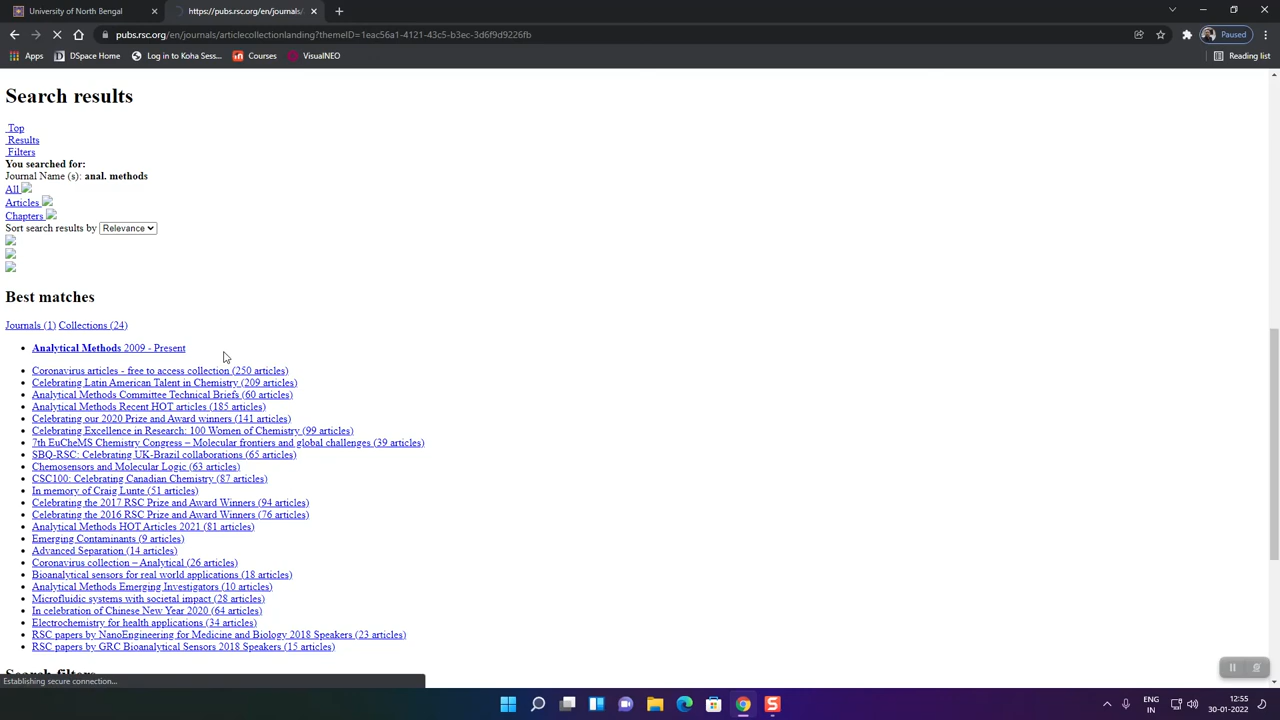 University of North Bengal
https://pubs.rsc.org/en/journals/
pubs.rsc.org/en/journals/articlecollectionlanding?themeID=1eac56a1-4121-43c5-b3ec-3d6f9d9226fb
Paused
Apps DSpace Home Log in to Koha Sess... Courses VisualNEO Reading list
Search results
Top
Results
Filters
You searched for:
Journal Name (s): anal. methods
All
Articles
Chapters
Sort search results by Relevance
Best matches
Journals (1) Collections (24)
Analytical Methods 2009 - Present
Coronavirus articles - free to access collection (250 articles)
Celebrating Latin American Talent in Chemistry (209 articles)
Analytical Methods Committee Technical Briefs (60 articles)
Analytical Methods Recent HOT articles (185 articles)
Celebrating our 2020 Prize and Award winners (141 articles)
Celebrating Excellence in Research: 100 Women of Chemistry (99 articles)
7th EuCheMS Chemistry Congress – Molecular frontiers and global challenges (39 articles)
SBQ-RSC: Celebrating UK-Brazil collaborations (65 articles)
Chemosensors and Molecular Logic (63 articles)
CSC100: Celebrating Canadian Chemistry (87 articles)
In memory of Craig Lunte (51 articles)
Celebrating the 2017 RSC Prize and Award Winners (94 articles)
Celebrating the 2016 RSC Prize and Award Winners (76 articles)
Analytical Methods HOT Articles 2021 (81 articles)
Emerging Contaminants (9 articles)
Advanced Separation (14 articles)
Coronavirus collection – Analytical (26 articles)
Bioanalytical sensors for real world applications (18 articles)
Analytical Methods Emerging Investigators (10 articles)
Microfluidic systems with societal impact (28 articles)
In celebration of Chinese New Year 2020 (64 articles)
Electrochemistry for health applications (34 articles)
RSC papers by NanoEngineering for Medicine and Biology 2018 Speakers (23 articles)
RSC papers by GRC Bioanalytical Sensors 2018 Speakers (15 articles)
Search filters
Establishing secure connection...
ENG
IN
12:55
30-01-2022